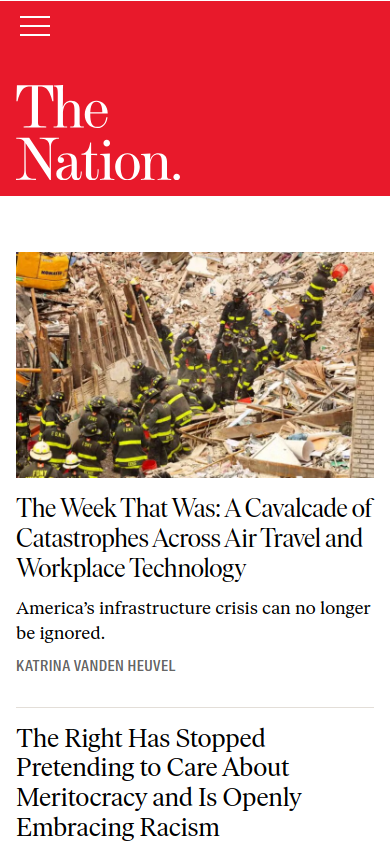 The
Nation.
KOMATSU
FDNY
The Week That Was: A Cavalcade of
Catastrophes Across Air Travel and
Workplace Technology
America’s infrastructure crisis can no longer
be ignored.
KATRINA VANDEN HEUVEL
The Right Has Stopped
Pretending to Care About
Meritocracy and Is Openly
Embracing Racism